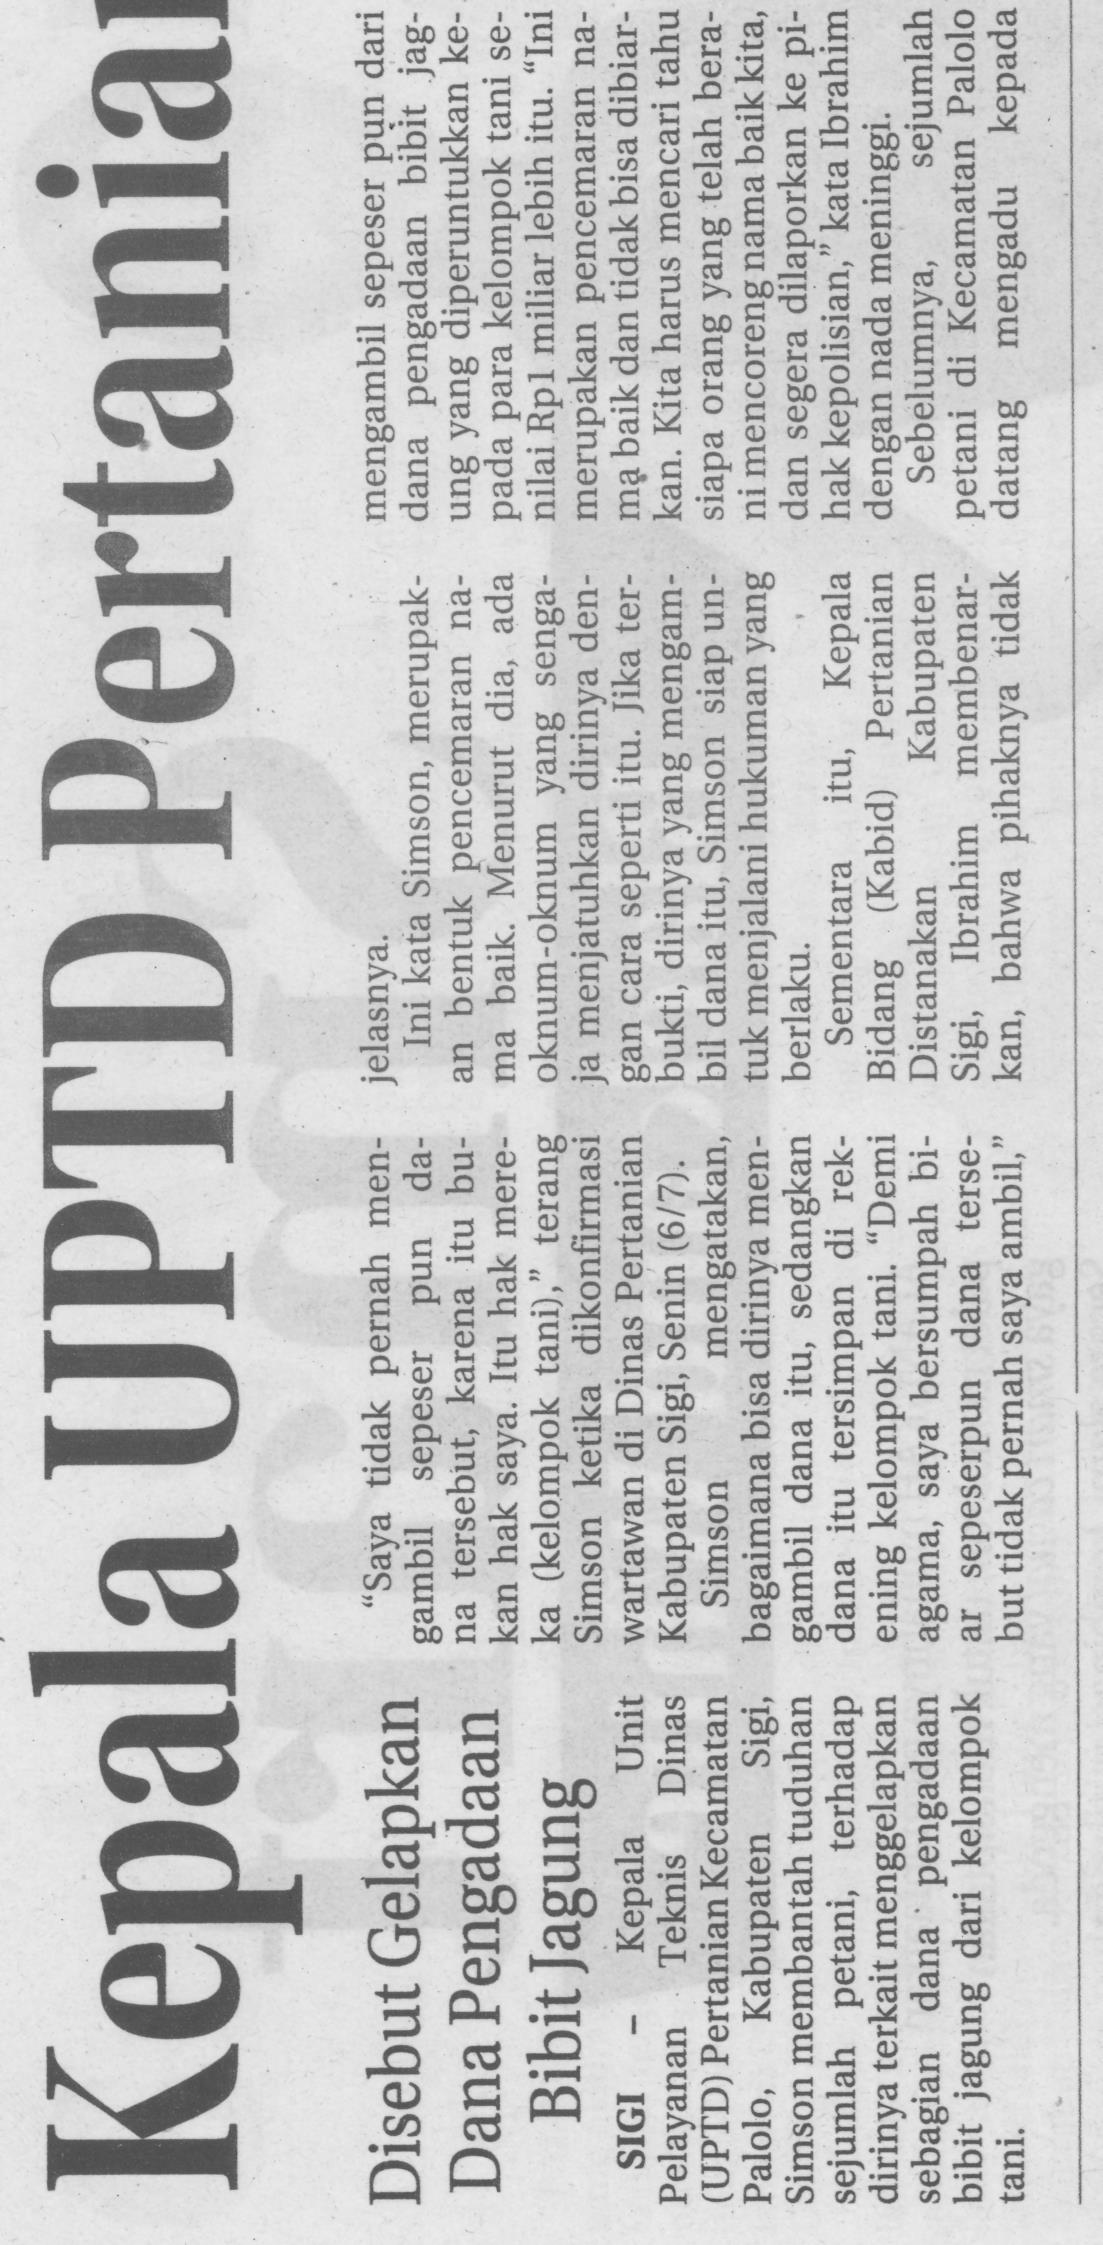 Kepala UPTD Pertania
Disebut Gelapkan
Dana Pengadaan
Bibit Jagung
SIGI – Kepala Unit
Pelayanan Teknis Dinas
(UPTD) Pertanian Kecamatan
Palolo, Kabupaten Sigi,
Simson membantah tuduhan
sejumlah petani, terhadap
dirinya terkait menggelapkan
sebagian dana pengadaan
bibit jagung dari kelompok
tani.
“Saya tidak pernah men-
gambil sepeser pun da-
na tersebut, karena itu bu-
kan hak saya. Itu hak mere-
ka (kelompok tani),” terang
Simson ketika dikonfirmasi
wartawan di Dinas Pertanian
Kabupaten Sigi, Senin (6/7).
Simson mengatakan,
bagaimana bisa dirinya men-
gambil dana itu, sedangkan
dana itu tersimpan di rek-
ening kelompok tani. “Demi
agama, saya bersumpah bi-
ar sepeserpun dana terse-
but tidak pernah saya ambil,”
jelasnya.
Ini kata Simson, merupak-
an bentuk pencemaran na-
ma baik. Menurut dia, ada
oknum-oknum yang senga-
ja menjatuhkan dirinya den-
gan cara seperti itu. Jika ter-
bukti, dirinya yang mengam-
bil dana itu, Simson siap un-
tuk menjalani hukuman yang
berlaku.
Sementara itu, Kepala
Bidang (Kabid) Pertanian
Distanakan Kabupaten
Sigi, Ibrahim membenar-
kan, bahwa pihaknya tidak
mengambil sepeser pun dari
dana pengadaan bibit jag-
ung yang diperuntukkan ke-
pada para kelompok tani se-
nilai Rp1 miliar lebih itu. “Ini
merupakan pencemaran na-
ma baik dan tidak bisa dibiar-
kan. Kita harus mencari tahu
siapa orang yang telah bera-
ni mencoreng nama baik kita,
dan segera dilaporkan ke pi-
hak kepolisian,” kata Ibrahim
dengan nada meninggi.
Sebelumnya, sejumlah
petani di Kecamatan Palolo
datang mengadu kepada